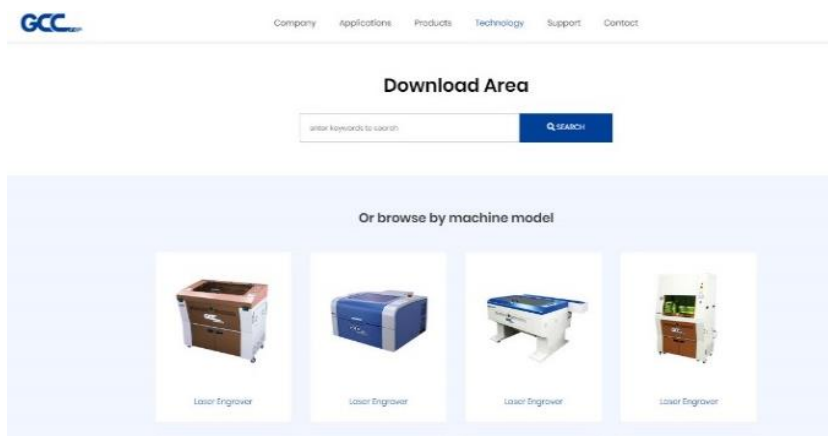 GCC
Company Applications Products Technology Support Contact
Download Area
enter keywords to search
SEARCH
Or browse by machine model
Laser Engraver Laser Engraver Laser Engraver Laser Engraver